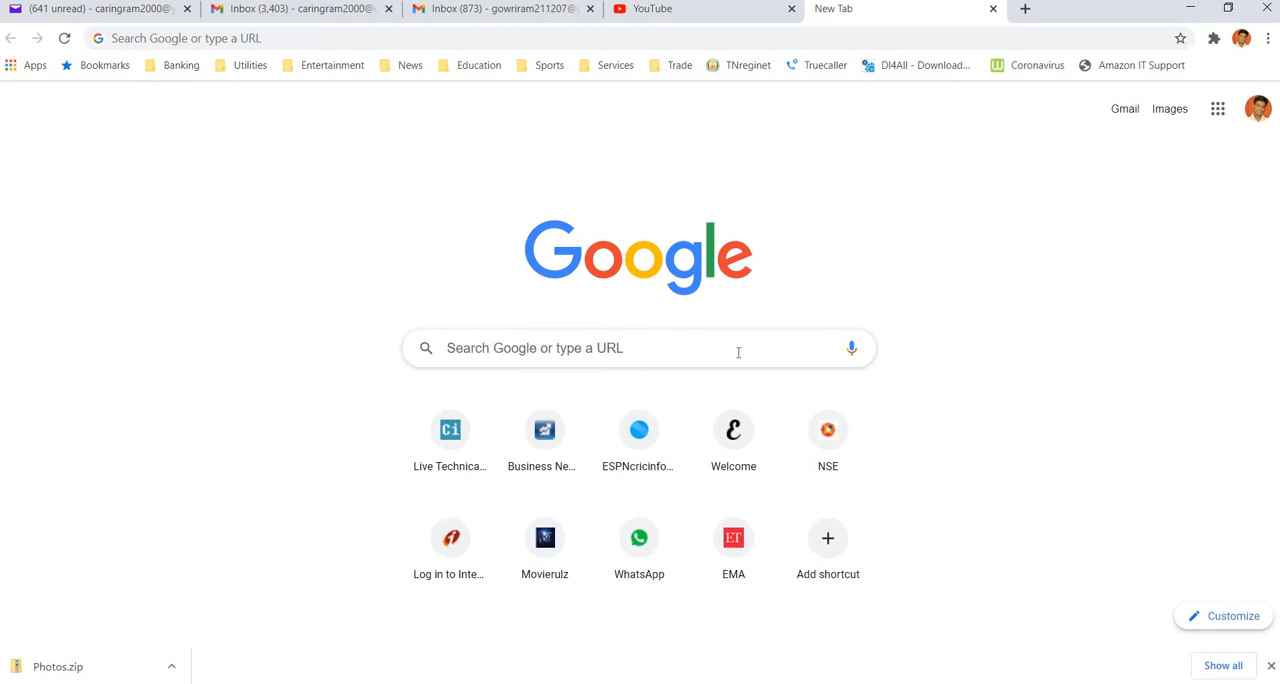 (641 unread) - caringram2000@y
Inbox (3,403) - caringram2000@
Inbox (873) - gowriram211207@
YouTube
New Tab
Search Google or type a URL
Apps Bookmarks Banking Utilities Entertainment News Education Sports Services Trade TNreginet Truecaller DI4All - Download... Coronavirus Amazon IT Support
Gmail Images
Google
Search Google or type a URL
Ci ET
Live Technica... Business Ne... ESPNcricinfo... Welcome NSE
Log in to Inte... Movierulz WhatsApp EMA Add shortcut
Customize
Photos.zip
Show all